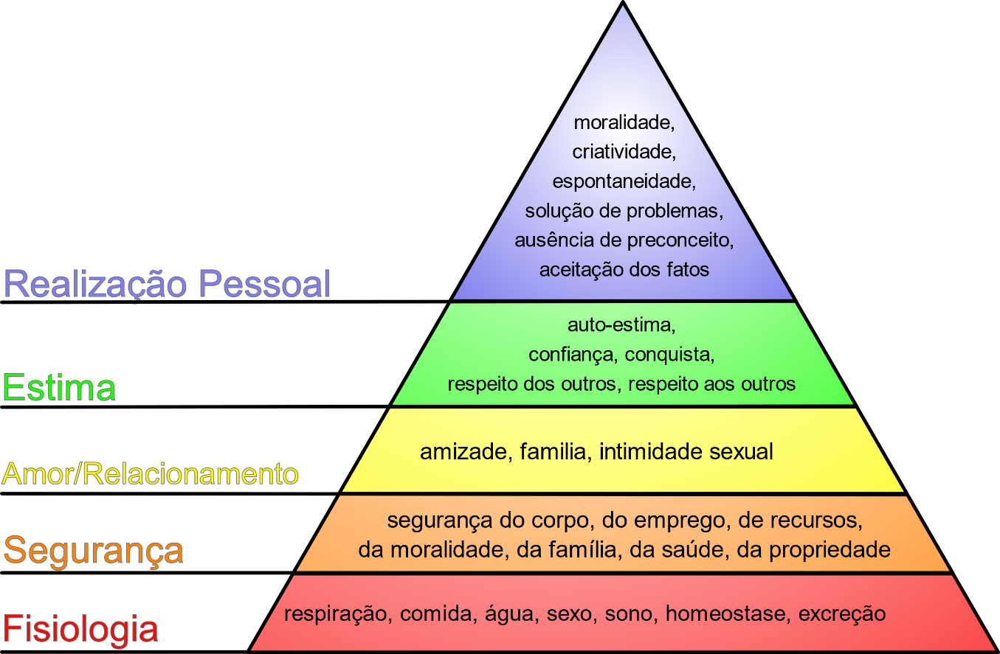 moralidade,
criatividade,
espontaneidade,
solução de problemas,
ausência de preconceito,
aceitação dos fatos
Realização Pessoal
auto-estima,
confiança, conquista,
respeito dos outros, respeito aos outros
Estima
amizade, familia, intimidade sexual
Amor/Relacionamento
segurança do corpo, do emprego, de recursos,
da moralidade, da família, da saúde, da propriedade
Segurança
respiração, comida, água, sexo, sono, homeostase, excreção
Fisiologia